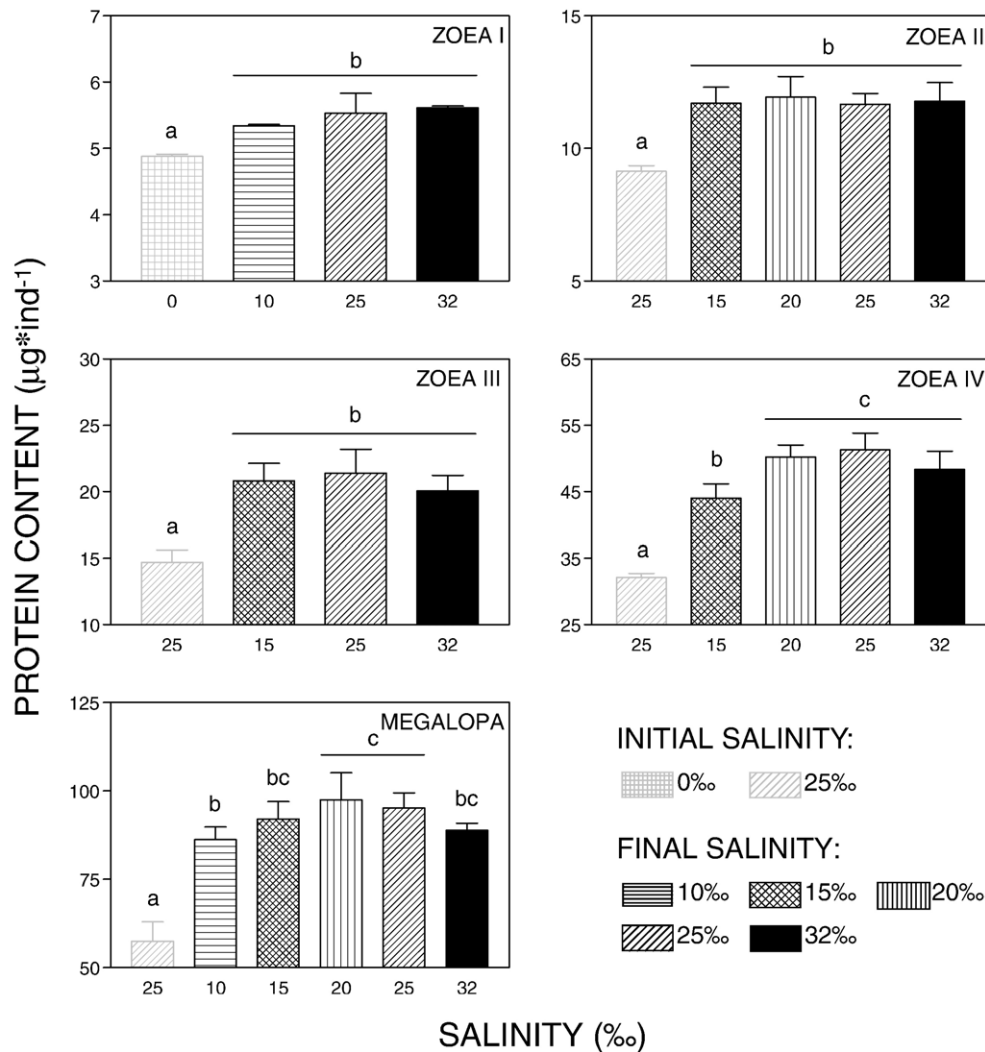 PROTEIN CONTENT (µg*ind-1)
ZOEA I
7
6
5
4
3
a
b
0 10 25 32
ZOEA II
15
10
5
a
b
25 15 20 25 32
ZOEA III
30
25
20
15
10
a
b
25 15 25 32
ZOEA IV
65
55
45
35
25
a
b
c
25 15 20 25 32
MEGALOPA
125
100
75
50
a
b
bc
c
bc
25 10 15 20 25 32
SALINITY (‰)
INITIAL SALINITY:
0‰ 25‰
FINAL SALINITY:
10‰ 15‰ 20‰
25‰ 32‰